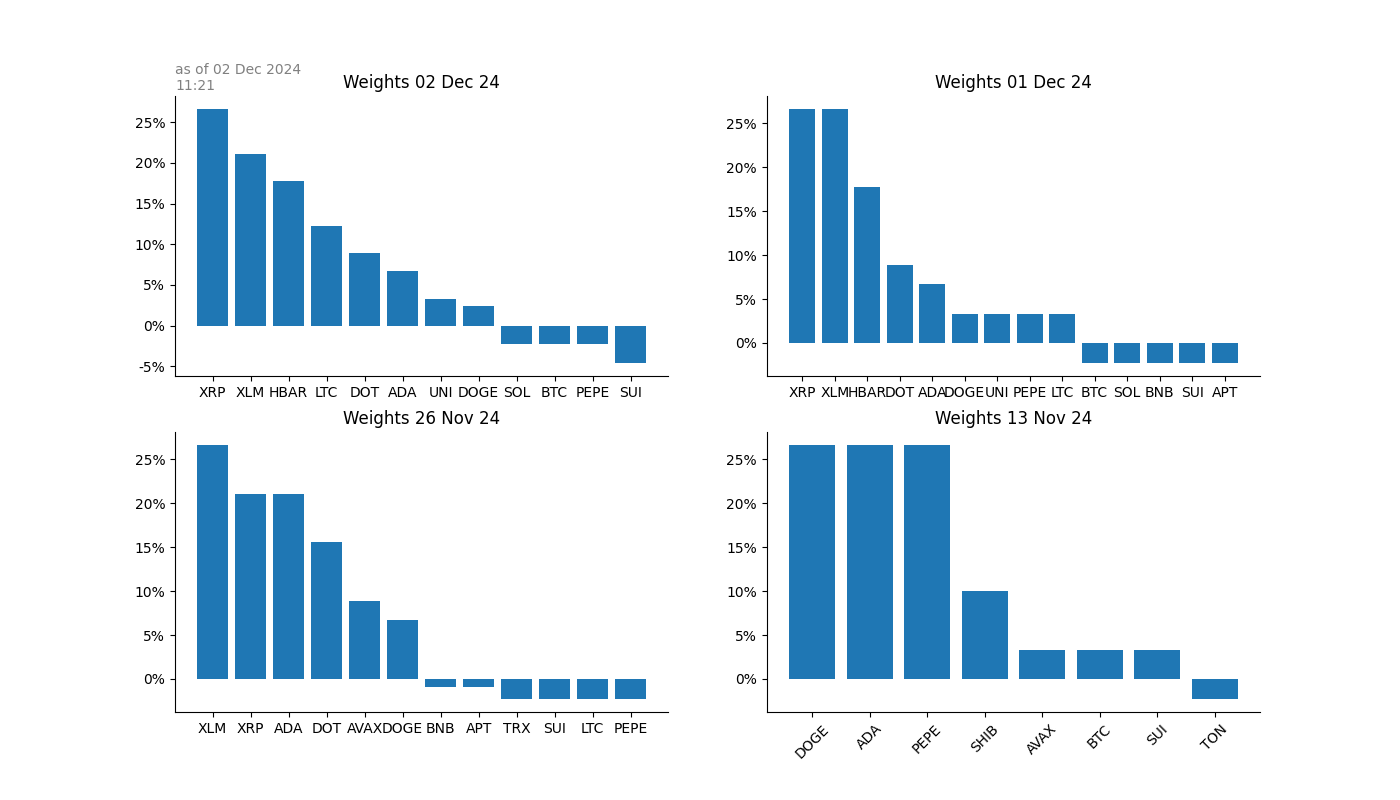 as of 02 Dec 2024
11:21
Weights 02 Dec 24
25%
20%
15%
10%
5%
0%
-5%
XRP XLM HBAR LTC DOT ADA UNI DOGE SOL BTC PEPE SUI
Weights 01 Dec 24
25%
20%
15%
10%
5%
0%
XRP XLM HBAR DOT ADA DOGE UNI PEPE LTC BTC SOL BNB SUI APT
Weights 26 Nov 24
25%
20%
15%
10%
5%
0%
XLM XRP ADA DOT AVAX DOGE BNB APT TRX SUI LTC PEPE
Weights 13 Nov 24
25%
20%
15%
10%
5%
0%
DOGE ADA PEPE SHIB AVAX BTC SUI TON